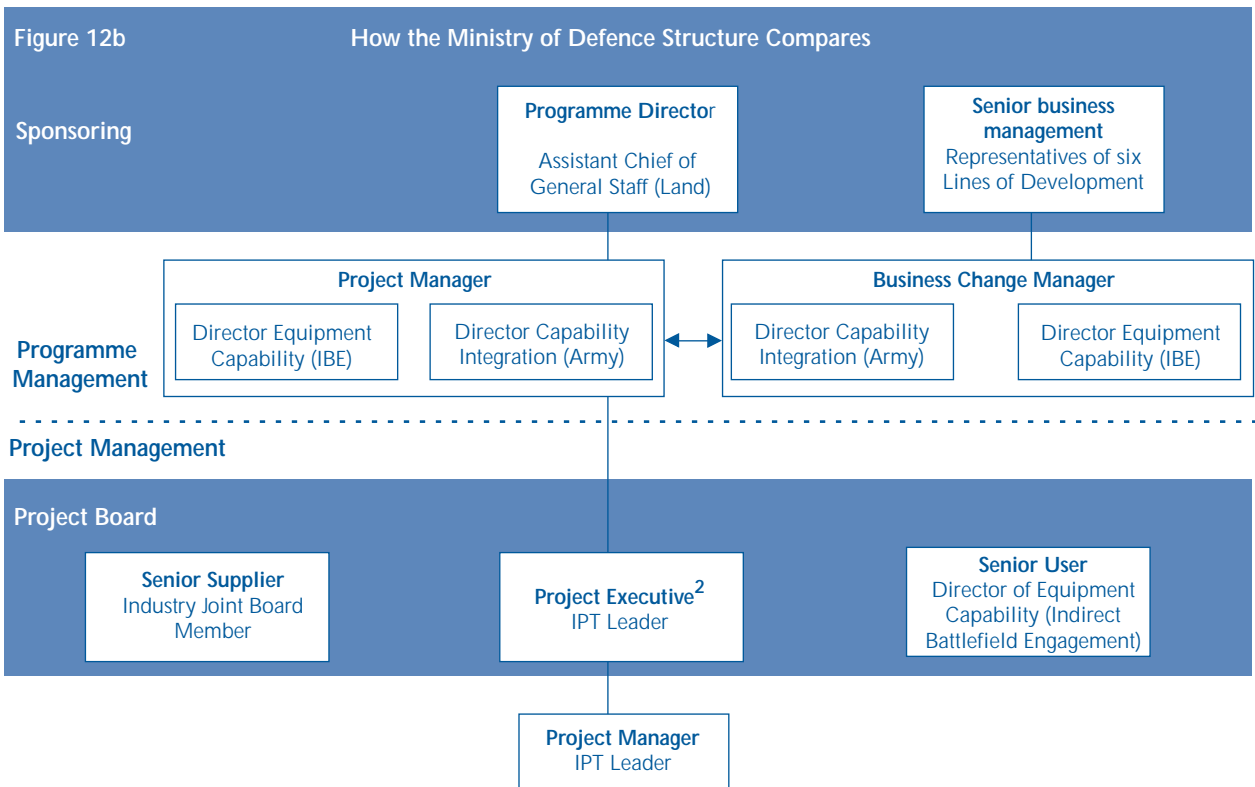 Figure 12b
How the Ministry of Defence Structure Compares
Sponsoring
Programme Director
Assistant Chief of
General Staff (Land)
Senior business
management
Representatives of six
Lines of Development
Programme
Management
Project Manager
Director Equipment
Capability (IBE)
Director Capability
Integration (Army)
Business Change Manager
Director Capability
Integration (Army)
Director Equipment
Capability (IBE)
Project Management
Project Board
Senior Supplier
Industry Joint Board
Member
Project Executive2
IPT Leader
Senior User
Director of Equipment
Capability (Indirect
Battlefield Engagement)
Project Manager
IPT Leader